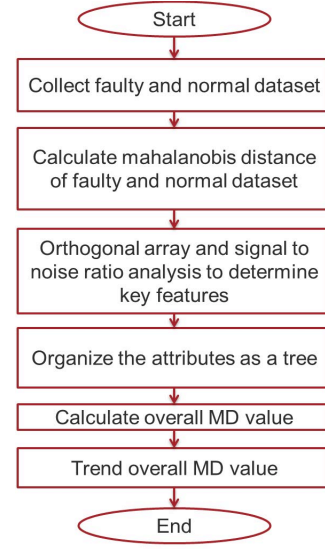 Start
Collect faulty and normal dataset
Calculate mahalanobis distance
of faulty and normal dataset
Orthogonal array and signal to
noise ratio analysis to determine
key features
Organize the attributes as a tree
Calculate overall MD value
Trend overall MD value
End